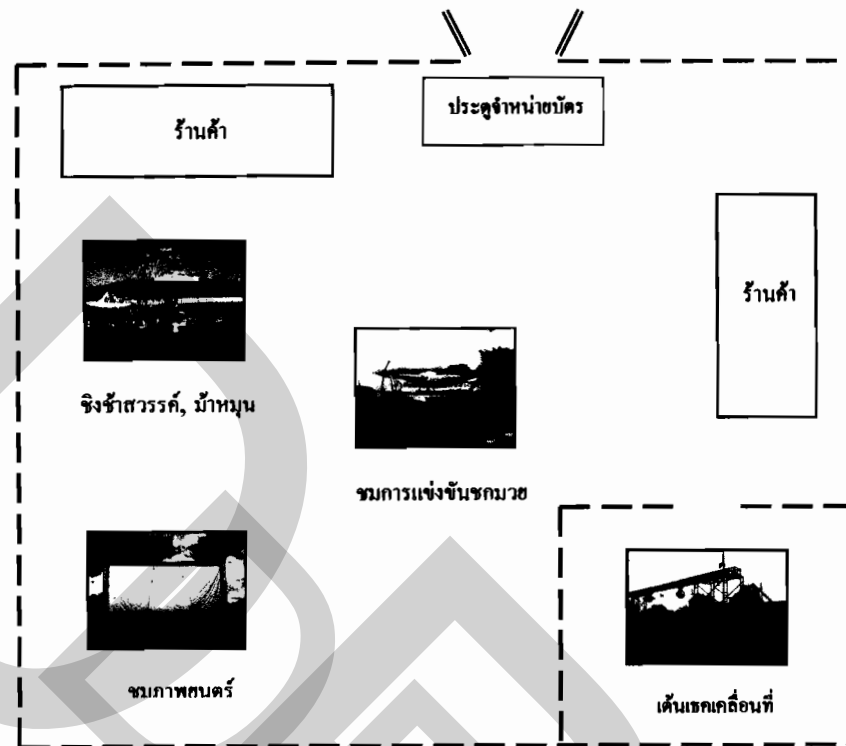 ประตูจำหน่ายบัตร
ร้านค้า
ร้านค้า
ชิงช้าสวรรค์, ม้าหมุน
ชมการแข่งขันชกมวย
ชมภาพยนตร์
เต้นเธคเคลื่อนที่